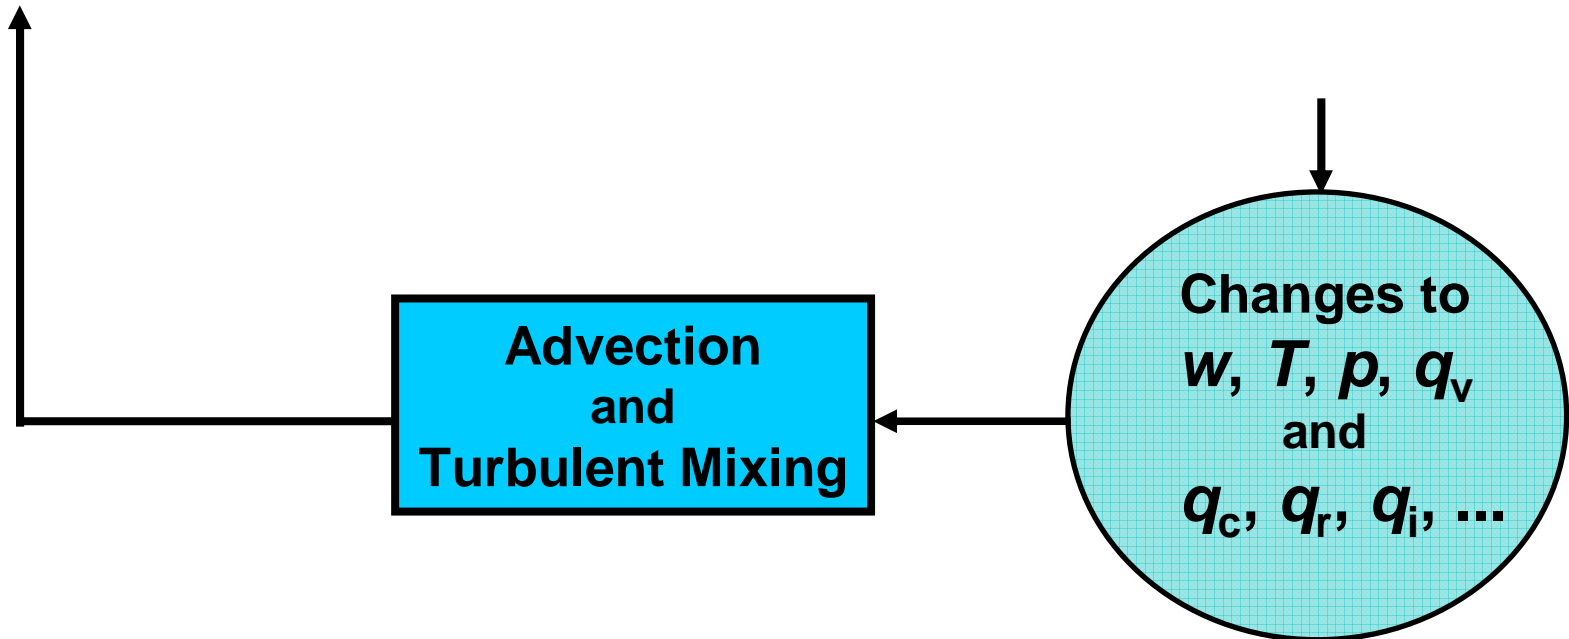 Advection
and
Turbulent Mixing
Changes to
w, T, p, qv
and
qc, qr, qi, ...